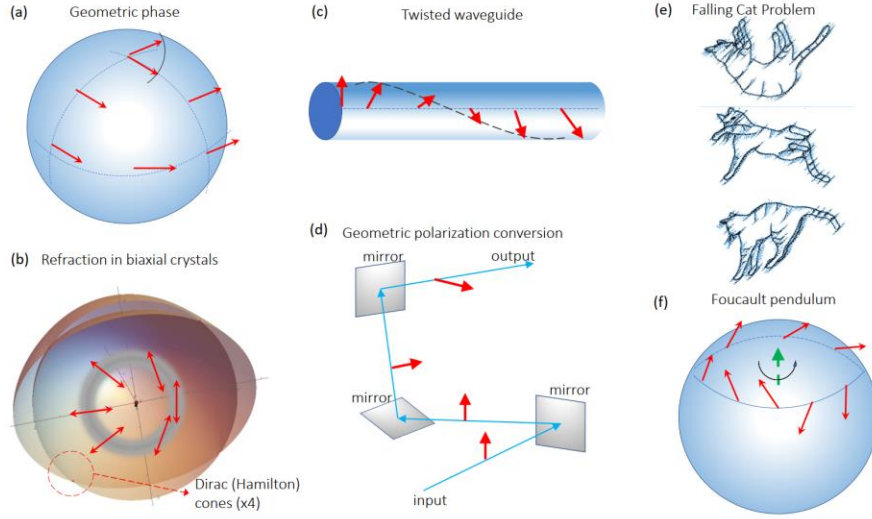 (a) Geometric phase
(b) Refraction in biaxial crystals
Dirac (Hamilton)
cones (x4)
(c) Twisted waveguide
(d) Geometric polarization conversion
mirror
output
mirror
mirror
input
(e) Falling Cat Problem
(f) Foucault pendulum